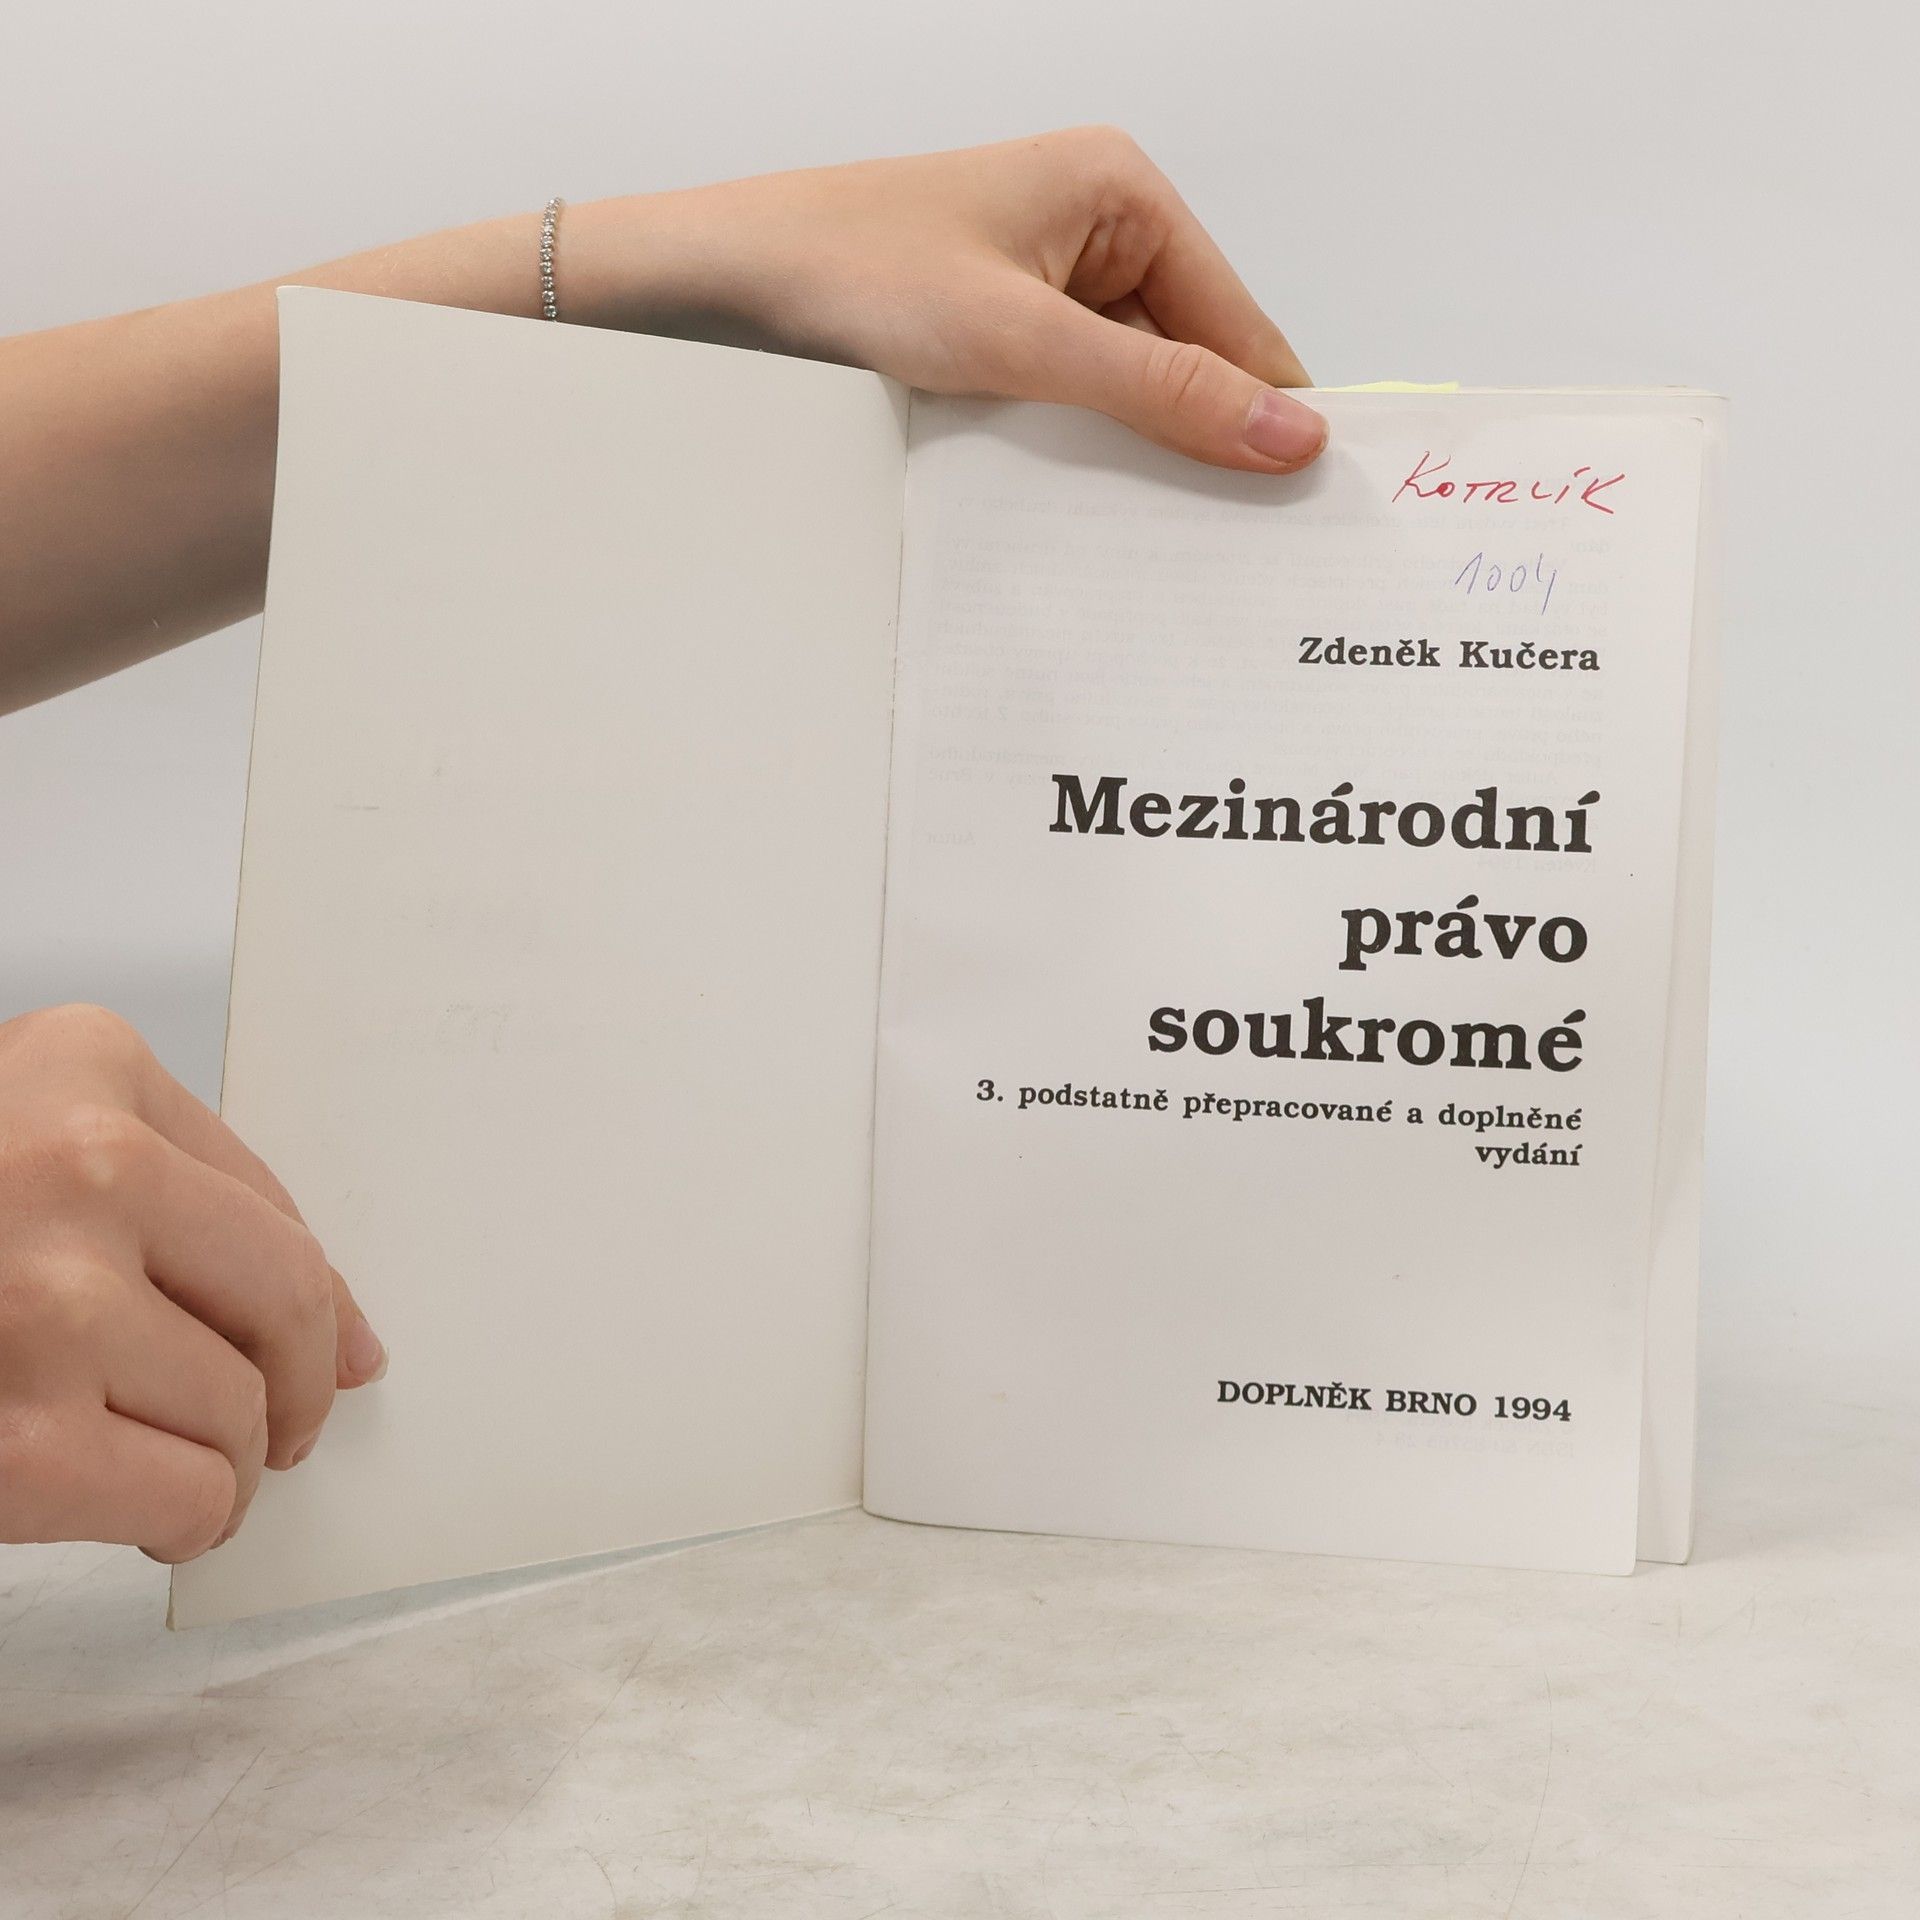 KOTRLÍK
1004
Zdeněk Kučera
Mezinárodní
právo
soukromé
3. podstatně přepracované a doplněné
vydání
DOPLNĚK BRNO 1994